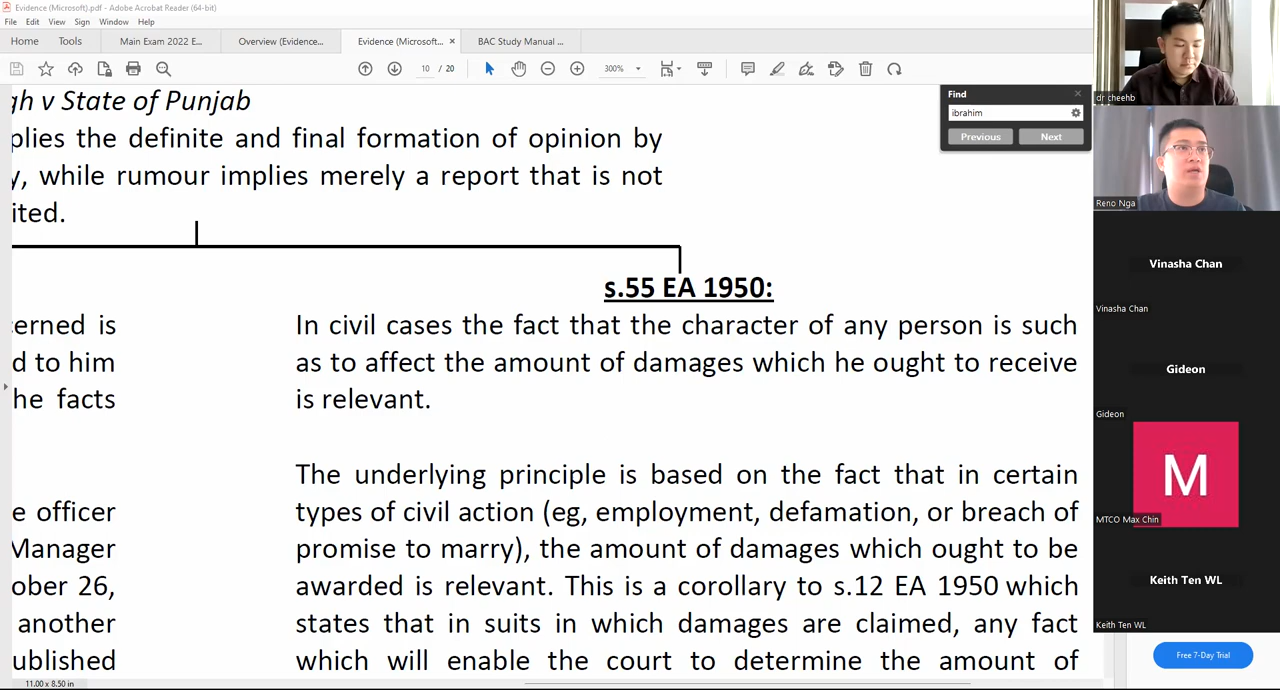 Evidence (Microsoft).pdf - Adobe Acrobat Reader (64-bit)
File Edit View Sign Window Help
Home Tools Main Exam 2022 E... Overview (Evidence... Evidence (Microsoft... × BAC Study Manual ...
10 / 20 300%
Find
ibrahim
Previous Next
gh v State of Punjab
plies the definite and final formation of opinion by
y, while rumour implies merely a report that is not
ited.
s.55 EA 1950:
cerned is
d to him
he facts
In civil cases the fact that the character of any person is such
as to affect the amount of damages which he ought to receive
is relevant.
e officer
Manager
ober 26,
another
ublished
The underlying principle is based on the fact that in certain
types of civil action (eg, employment, defamation, or breach of
promise to marry), the amount of damages which ought to be
awarded is relevant. This is a corollary to s.12 EA 1950 which
states that in suits in which damages are claimed, any fact
which will enable the court to determine the amount of
11.00 x 8.50 in
dr cheehb
Reno Nga
Vinasha Chan
Vinasha Chan
Gideon
Gideon
M
MTCO Max Chin
Keith Ten WL
Keith Ten WL
Free 7-Day Trial